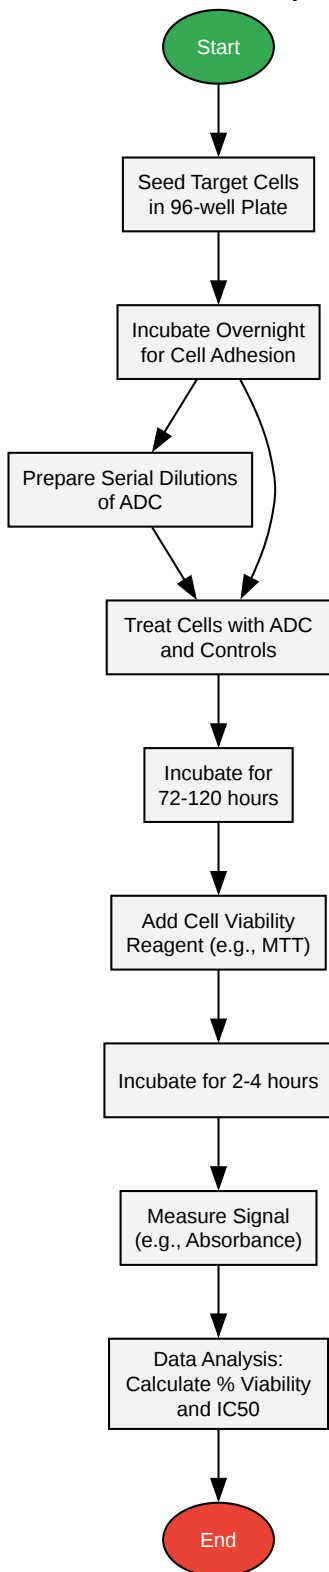 Start
Seed Target Cells
in 96-well Plate
Incubate Overnight
for Cell Adhesion
Prepare Serial Dilutions
of ADC
Treat Cells with ADC
and Controls
Incubate for
72-120 hours
Add Cell Viability
Reagent (e.g., MTT)
Incubate for 2-4 hours
Measure Signal
(e.g., Absorbance)
Data Analysis:
Calculate % Viability
and IC50
End